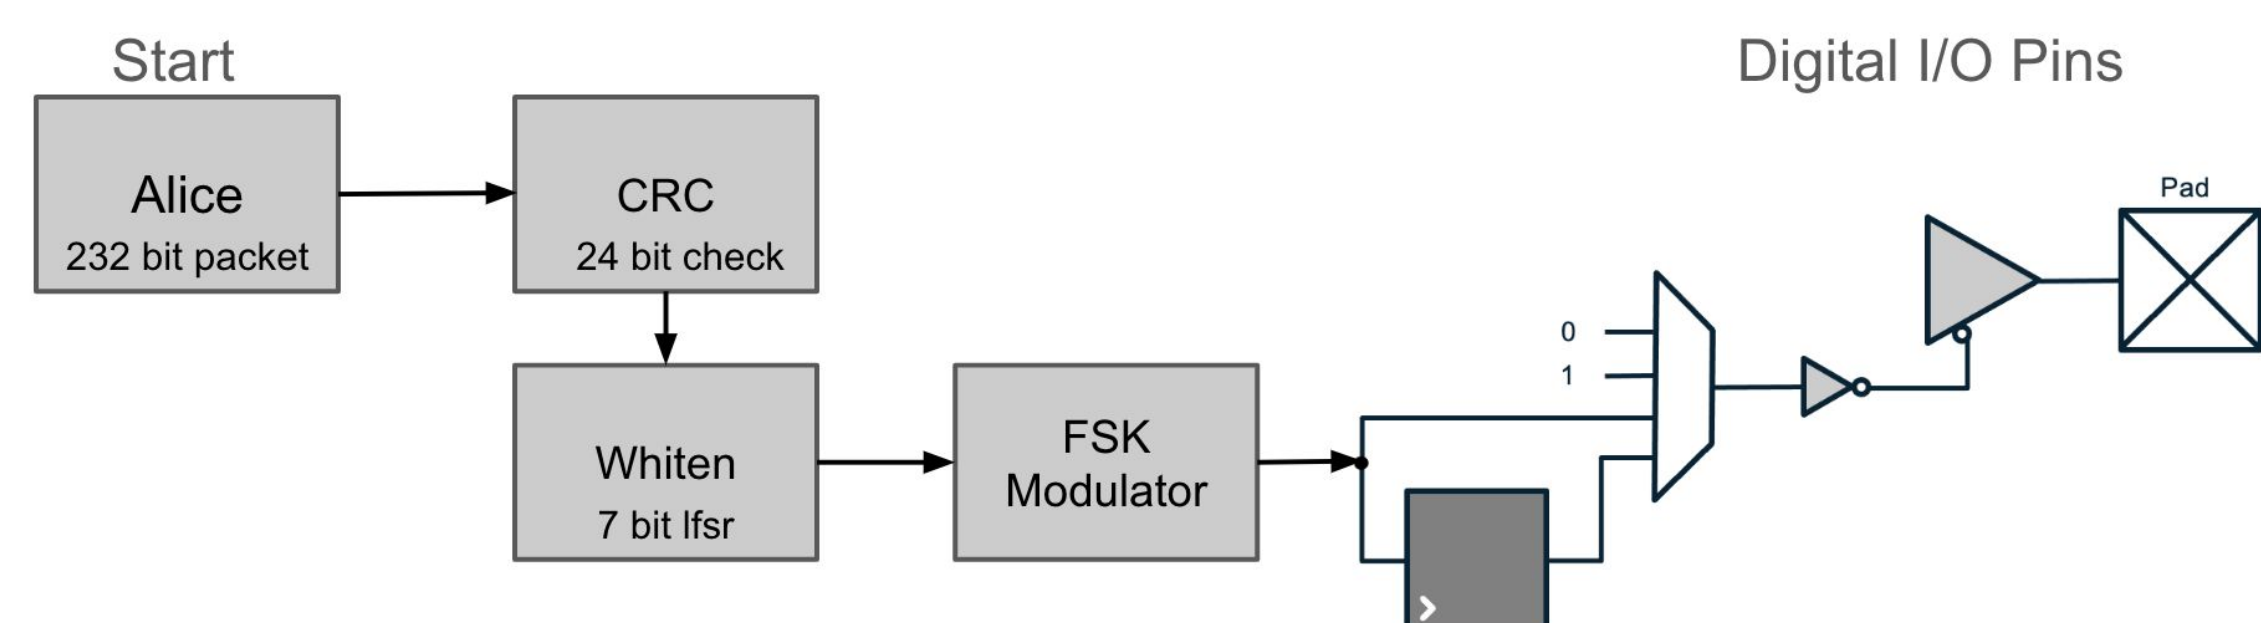 Start
Digital I/O Pins
Alice
232 bit packet
CRC
24 bit check
Pad
0
1
Whiten
7 bit lfsr
FSK
Modulator